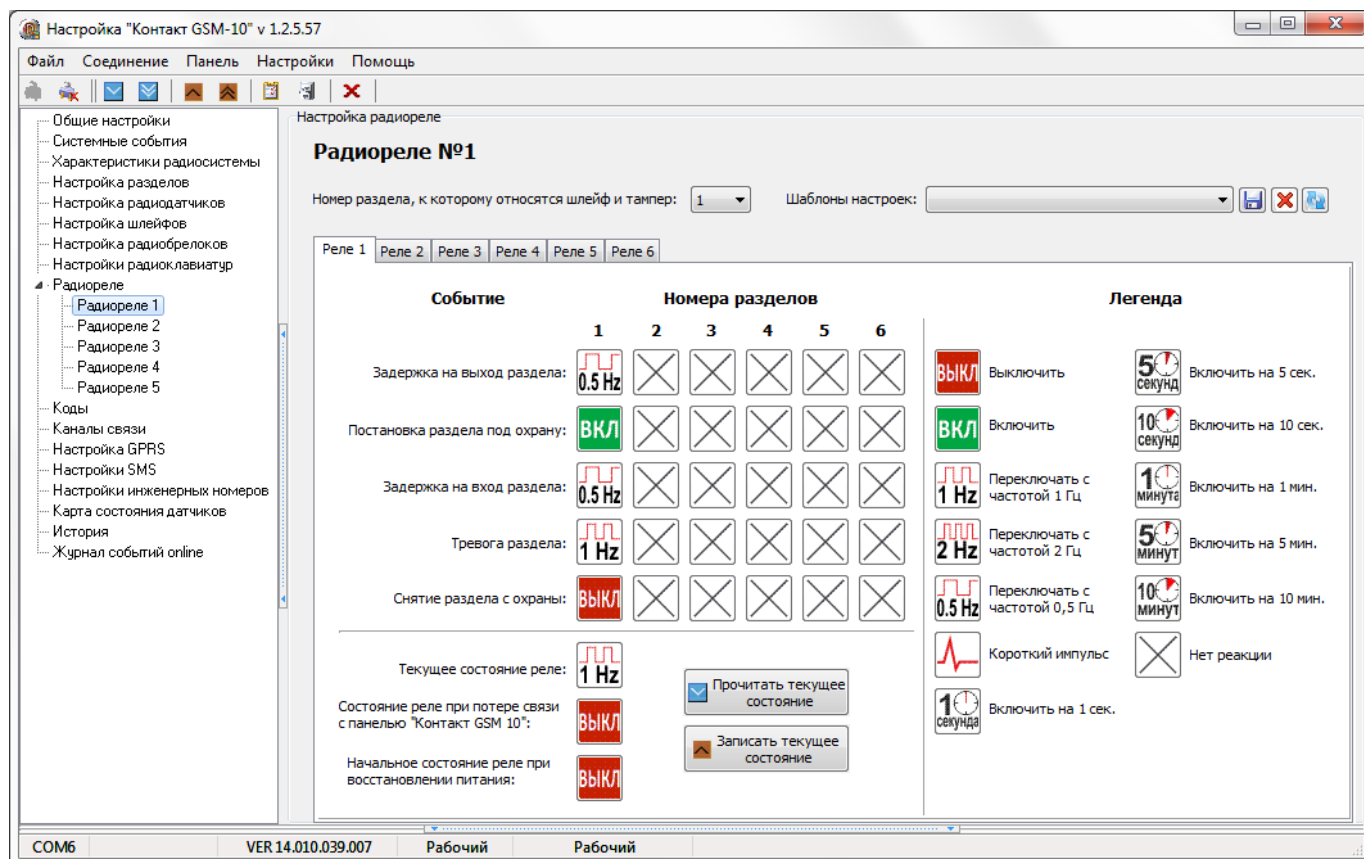 Настройка "Контакт GSM-10" v 1.2.5.57
Файл Соединение Панель Настройки Помощь
Общие настройки
Системные события
Характеристики радиосистемы
Настройка разделов
Настройка радиодатчиков
Настройка шлейфов
Настройка радиобрелоков
Настройки радиоклавиатур
Радиореле
Радиореле 1
Радиореле 2
Радиореле 3
Радиореле 4
Радиореле 5
Коды
Каналы связи
Настройка GPRS
Настройки SMS
Настройки инженерных номеров
Карта состояния датчиков
История
Журнал событий online
Настройка радиореле
Радиореле №1
Номер раздела, к которому относятся шлейф и тампер: 1 Шаблоны настроек:
Реле 1 Реле 2 Реле 3 Реле 4 Реле 5 Реле 6
Событие Номера разделов
1 2 3 4 5 6
Задержка на выход раздела: 0.5 Hz
Постановка раздела под охрану: ВКЛ
Задержка на вход раздела: 0.5 Hz
Тревога раздела: 1 Hz
Снятие раздела с охраны: ВЫКЛ
Текущее состояние реле: 1 Hz
Состояние реле при потере связи
с панелью "Контакт GSM 10": ВЫКЛ
Начальное состояние реле при
восстановлении питания: ВЫКЛ
Прочитать текущее
состояние
Записать текущее
состояние
Легенда
ВЫКЛ Выключить
ВКЛ Включить
1 Hz Переключать с
частотой 1 Гц
2 Hz Переключать с
частотой 2 Гц
0.5 Hz Переключать с
частотой 0,5 Гц
Короткий импульс
1 секунда Включить на 1 сек.
5 секунд Включить на 5 сек.
10 секунд Включить на 10 сек.
1 минута Включить на 1 мин.
5 минут Включить на 5 мин.
10 минут Включить на 10 мин.
Нет реакции
COM6 VER 14.010.039.007 Рабочий Рабочий